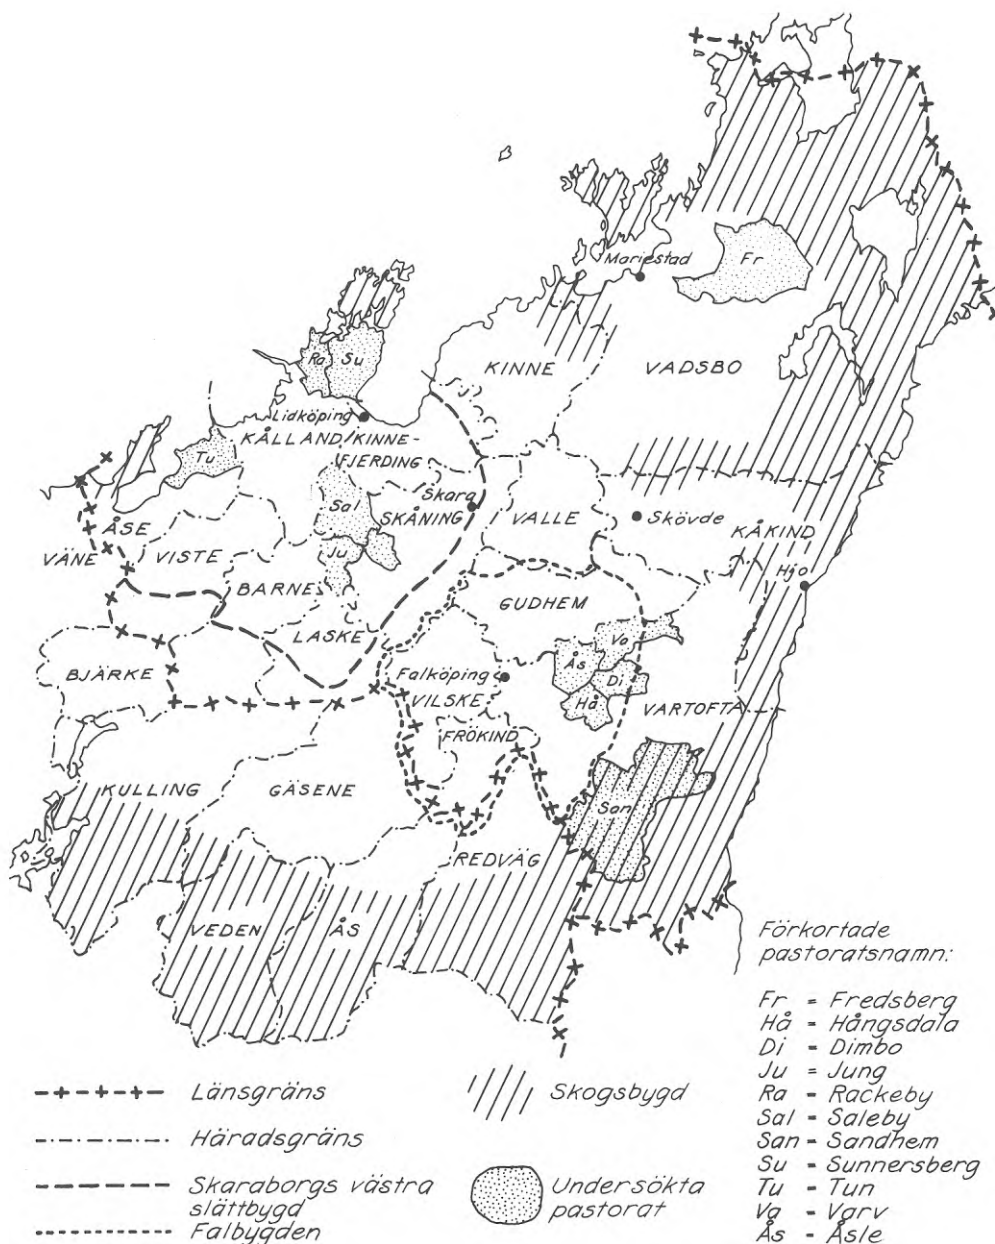 Mariestad
Fr
KINNE
VADSBO
Ra
Su
Lidköping
KÅLLAND
KINNE-
FJERDING
Tu
Sal
Skara
SKÅNING
VALLE
Skövde
KÅKIND
ÅSE
VÄNE
VISTE
Ju
BARNE
Hjo
GUDHEM
LASKE
Va
Ås
BJÄRKE
Falköping
Di
VILSKE
Hå
VARTOFTA
FRÖKIND
KULLING
GÄSENE
San
REDVÄG
VEDEN
ÅS
Förkortade
pastoratsnamn:
Fr = Fredsberg
Hå = Hångsdala
Di = Dimbo
Ju = Jung
Ra = Rackeby
Sal = Saleby
San = Sandhem
Su = Sunnersberg
Tu = Tun
Va = Varv
Ås = Åsle
Länsgräns
Häradsgräns
Skaraborgs västra
slättbygd
Falbygden
Skogsbygd
Undersökta
pastorat